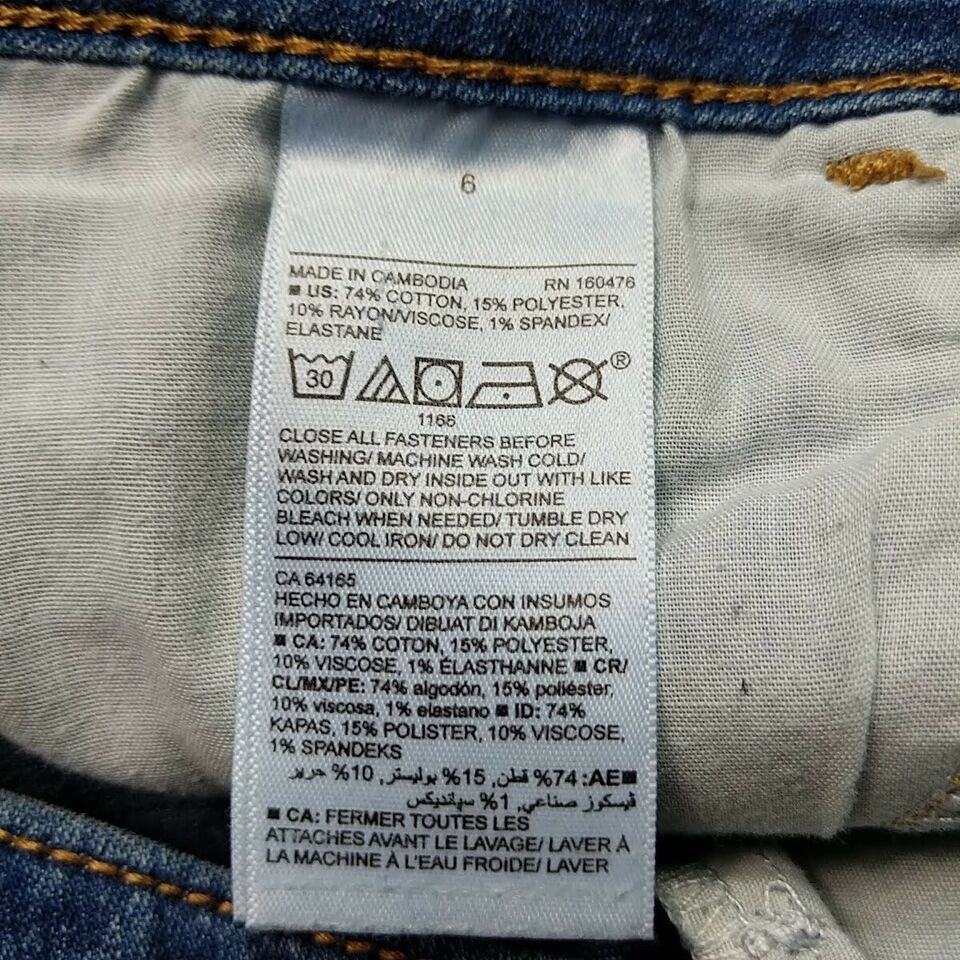 6
MADE IN CAMBODIA RN 160476
■ US: 74% COTTON, 15% POLYESTER,
10% RAYON/VISCOSE, 1% SPANDEX/
ELASTANE
30 ®
1166
CLOSE ALL FASTENERS BEFORE
WASHING/ MACHINE WASH COLD/
WASH AND DRY INSIDE OUT WITH LIKE
COLORS/ ONLY NON-CHLORINE
BLEACH WHEN NEEDED/ TUMBLE DRY
LOW/ COOL IRON/ DO NOT DRY CLEAN
CA 64165
HECHO EN CAMBOYA CON INSUMOS
IMPORTADOS/ DIBUAT DI KAMBOJA
■ CA: 74% COTON, 15% POLYESTER,
10% VISCOSE, 1% ÉLASTHANNE ■ CR/
CL/MX/PE: 74% algodón, 15% poliéster,
10% viscosa, 1% elastano ■ ID: 74%
KAPAS, 15% POLISTER, 10% VISCOSE,
1% SPANDEKS
■AE: 74% قطن, 15% بوليستر, 10% حرير
ڤيسكوز صناعي, 1% سپانديكس
■ CA: FERMER TOUTES LES
ATTACHES AVANT LE LAVAGE/ LAVER À
LA MACHINE À L'EAU FROIDE/ LAVER